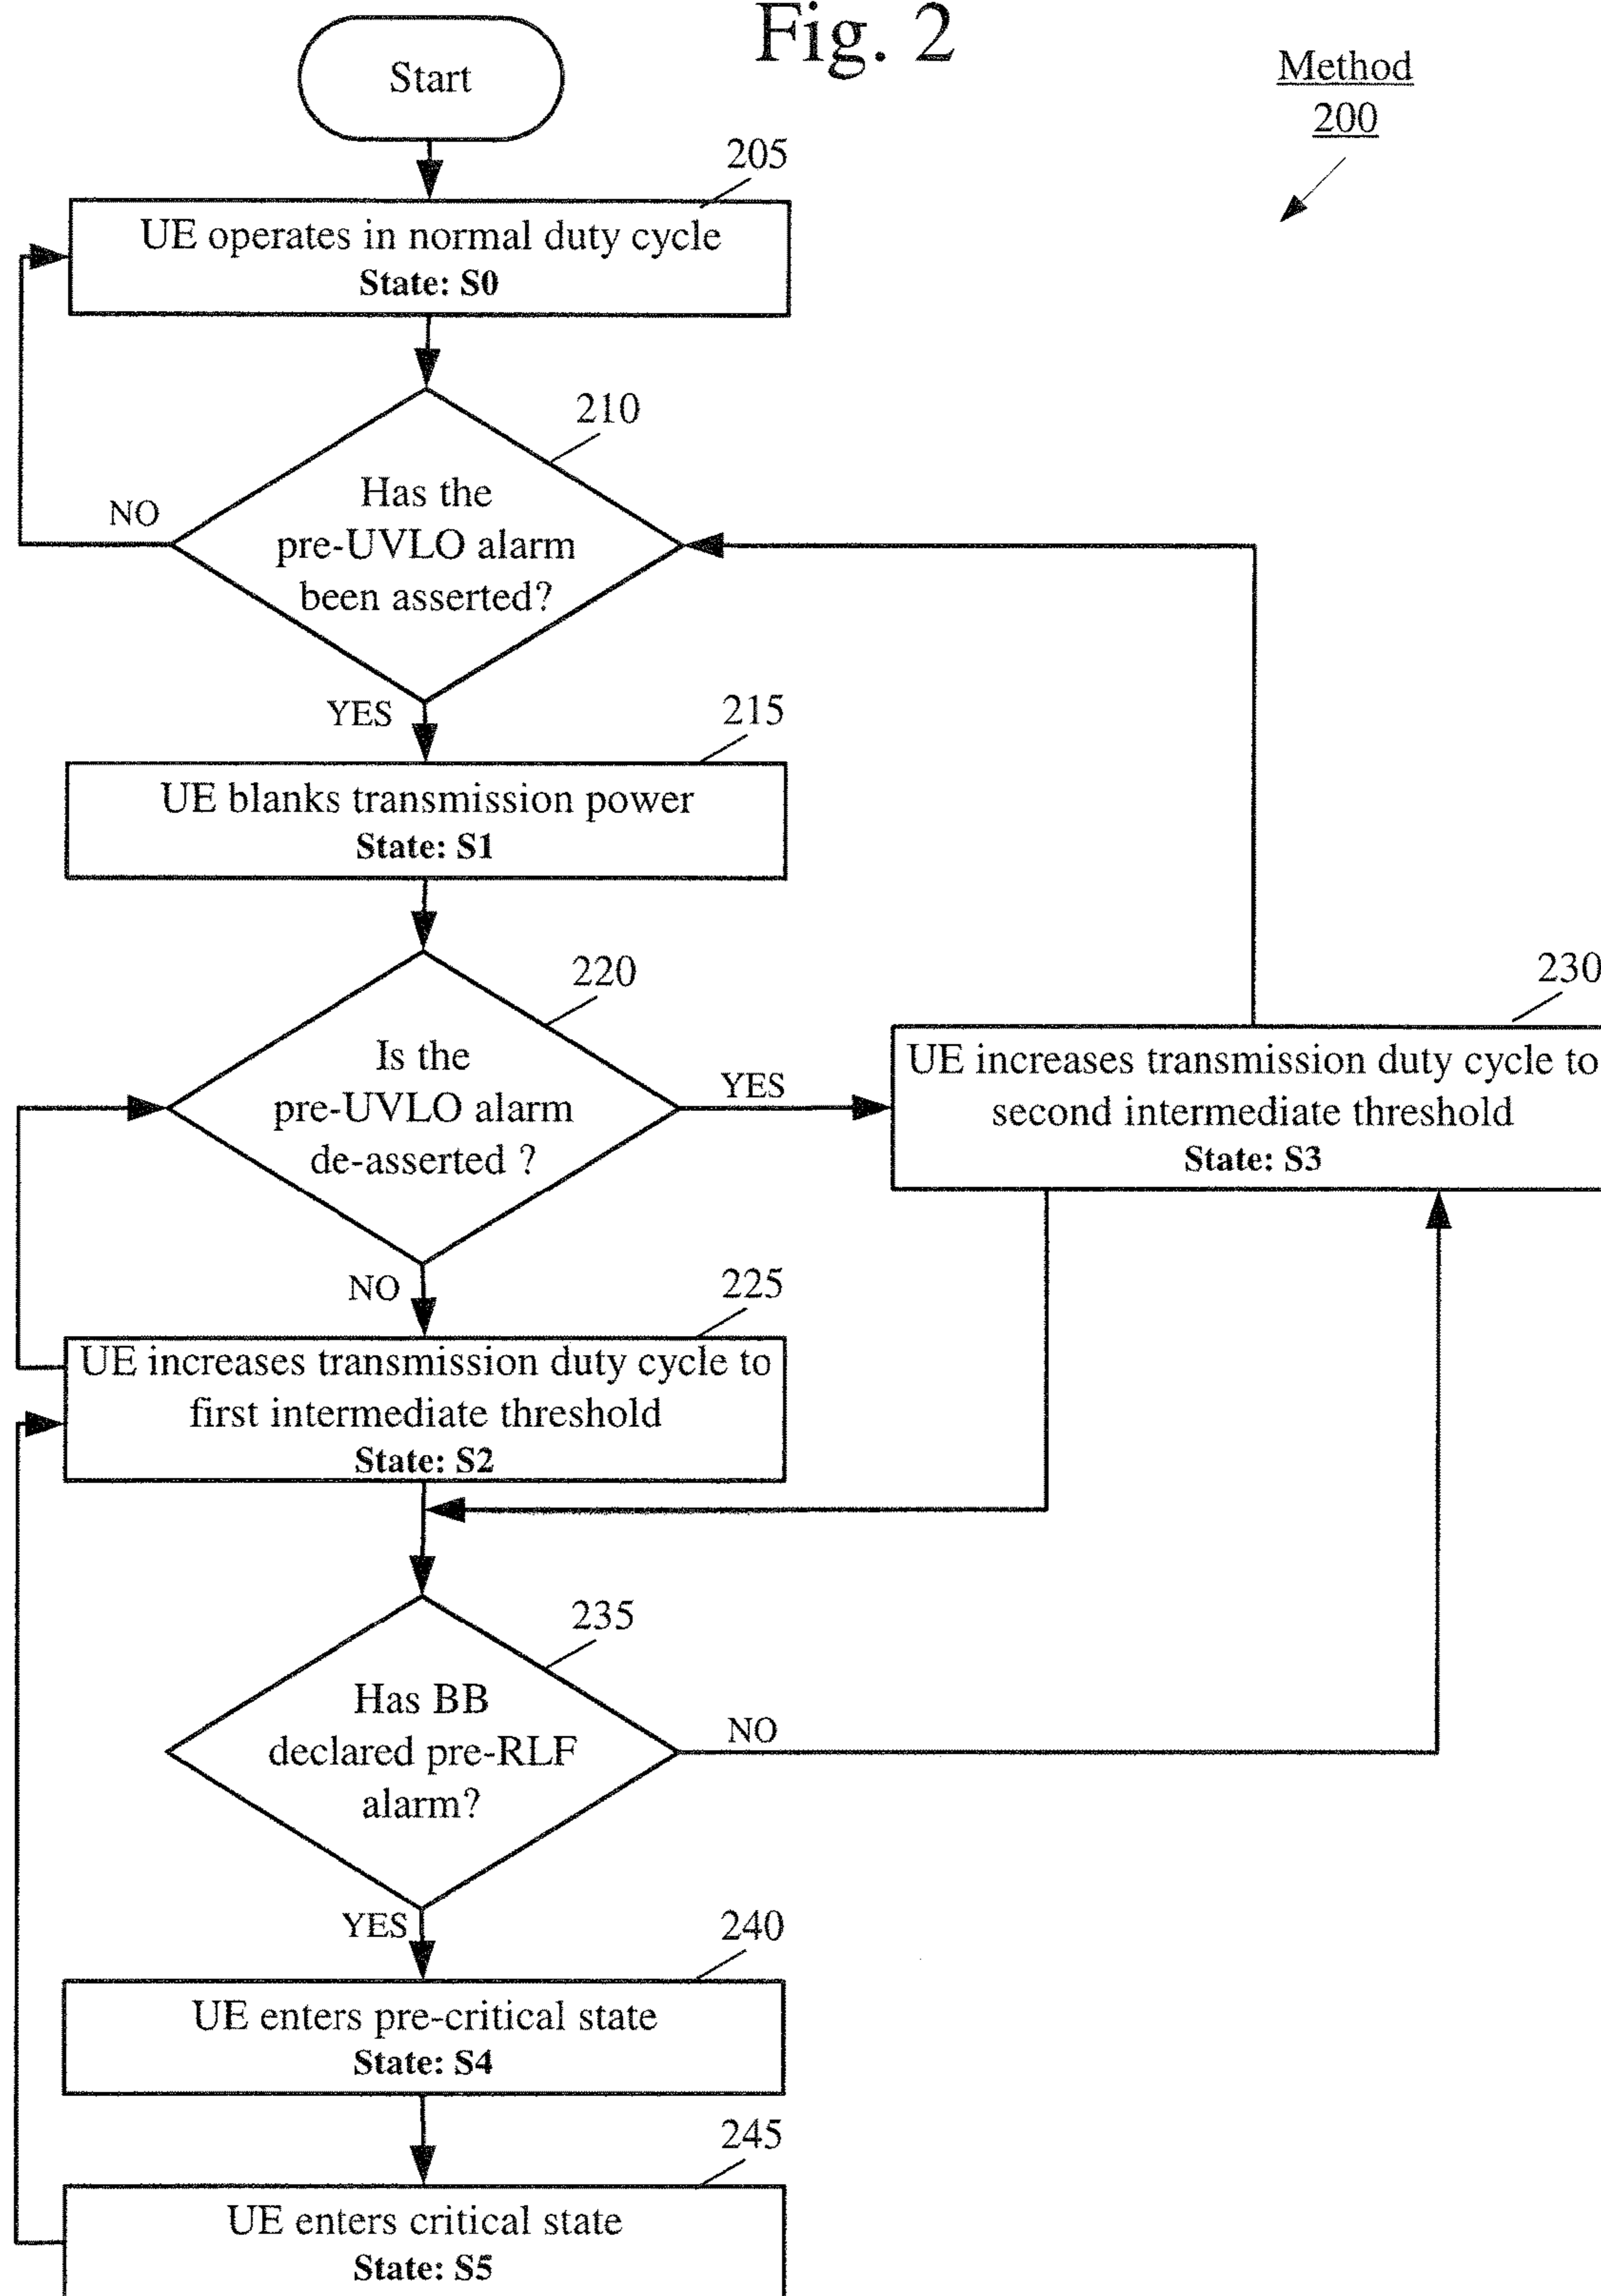 Fig. 2
Method
200
Start
205
UE operates in normal duty cycle
State: S0
210
Has the
pre-UVLO alarm
been asserted?
NO
YES
215
UE blanks transmission power
State: S1
220
Is the
pre-UVLO alarm
de-asserted ?
YES
NO
230
UE increases transmission duty cycle to
second intermediate threshold
State: S3
225
UE increases transmission duty cycle to
first intermediate threshold
State: S2
235
Has BB
declared pre-RLF
alarm?
NO
YES
240
UE enters pre-critical state
State: S4
245
UE enters critical state
State: S5